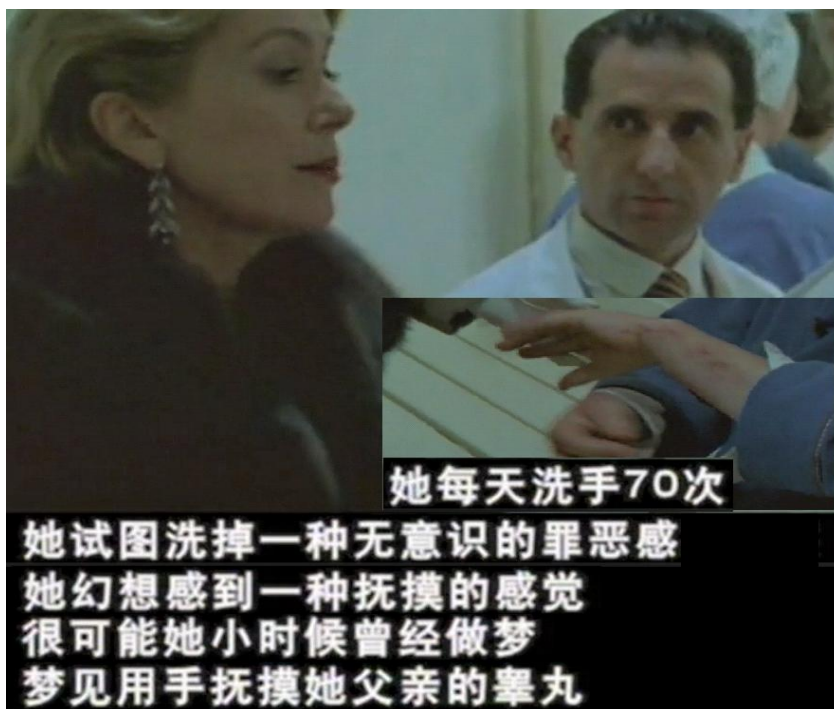 她每天洗手70次
她试图洗掉一种无意识的罪恶感
她幻想感到一种抚摸的感觉
很可能她小时候曾经做梦
梦见用手抚摸她父亲的睾丸